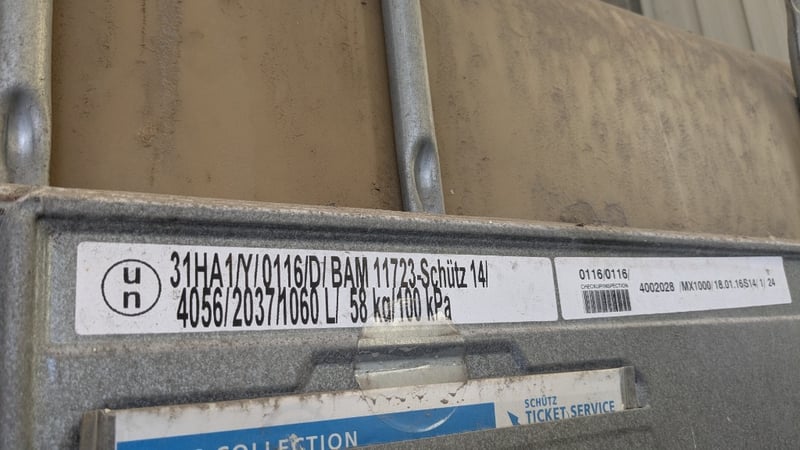 un
31HA1/Y/0116/D/BAM 11723-Schütz 14/
4056/2037/1060 L/ 58 kg/100 kPa
0116/0116/
CHECKUP/INSPECTION
4002028 /MX1000/18.01.16S14/1/ 24
COLLECTION
SCHÜTZ
TICKET SERVICE